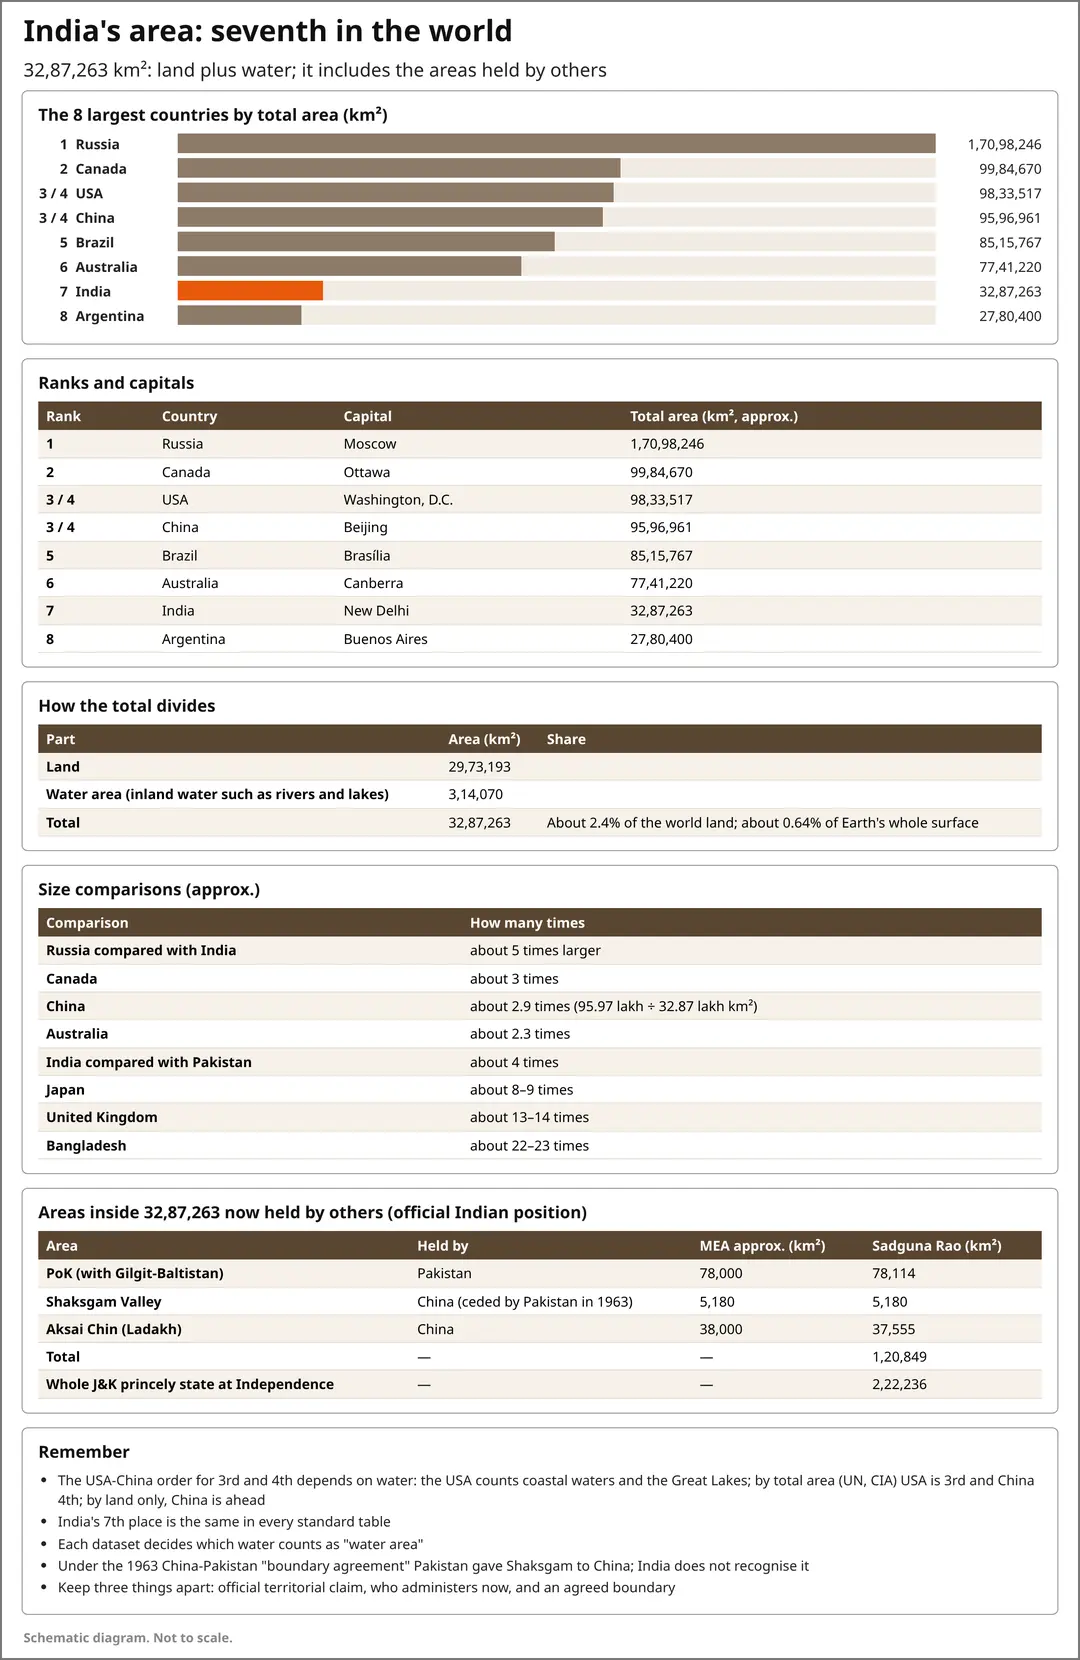 India's area: seventh in the world
32,87,263 km²: land plus water; it includes the areas held by others
The 8 largest countries by total area (km²)
1 Russia 1,70,98,246
2 Canada 99,84,670
3 / 4 USA 98,33,517
3 / 4 China 95,96,961
5 Brazil 85,15,767
6 Australia 77,41,220
7 India 32,87,263
8 Argentina 27,80,400
Ranks and capitals
Rank Country Capital Total area (km², approx.)
1 Russia Moscow 1,70,98,246
2 Canada Ottawa 99,84,670
3 / 4 USA Washington, D.C. 98,33,517
3 / 4 China Beijing 95,96,961
5 Brazil Brasília 85,15,767
6 Australia Canberra 77,41,220
7 India New Delhi 32,87,263
8 Argentina Buenos Aires 27,80,400
How the total divides
Part Area (km²) Share
Land 29,73,193
Water area (inland water such as rivers and lakes) 3,14,070
Total 32,87,263 About 2.4% of the world land; about 0.64% of Earth's whole surface
Size comparisons (approx.)
Comparison How many times
Russia compared with India about 5 times larger
Canada about 3 times
China about 2.9 times (95.97 lakh ÷ 32.87 lakh km²)
Australia about 2.3 times
India compared with Pakistan about 4 times
Japan about 8–9 times
United Kingdom about 13–14 times
Bangladesh about 22–23 times
Areas inside 32,87,263 now held by others (official Indian position)
Area Held by MEA approx. (km²) Sadguna Rao (km²)
PoK (with Gilgit-Baltistan) Pakistan 78,000 78,114
Shaksgam Valley China (ceded by Pakistan in 1963) 5,180 5,180
Aksai Chin (Ladakh) China 38,000 37,555
Total — — 1,20,849
Whole J&K princely state at Independence — — 2,22,236
Remember
• The USA-China order for 3rd and 4th depends on water: the USA counts coastal waters and the Great Lakes; by total area (UN, CIA) USA is 3rd and China
4th; by land only, China is ahead
• India's 7th place is the same in every standard table
• Each dataset decides which water counts as "water area"
• Under the 1963 China-Pakistan "boundary agreement" Pakistan gave Shaksgam to China; India does not recognise it
• Keep three things apart: official territorial claim, who administers now, and an agreed boundary
Schematic diagram. Not to scale.